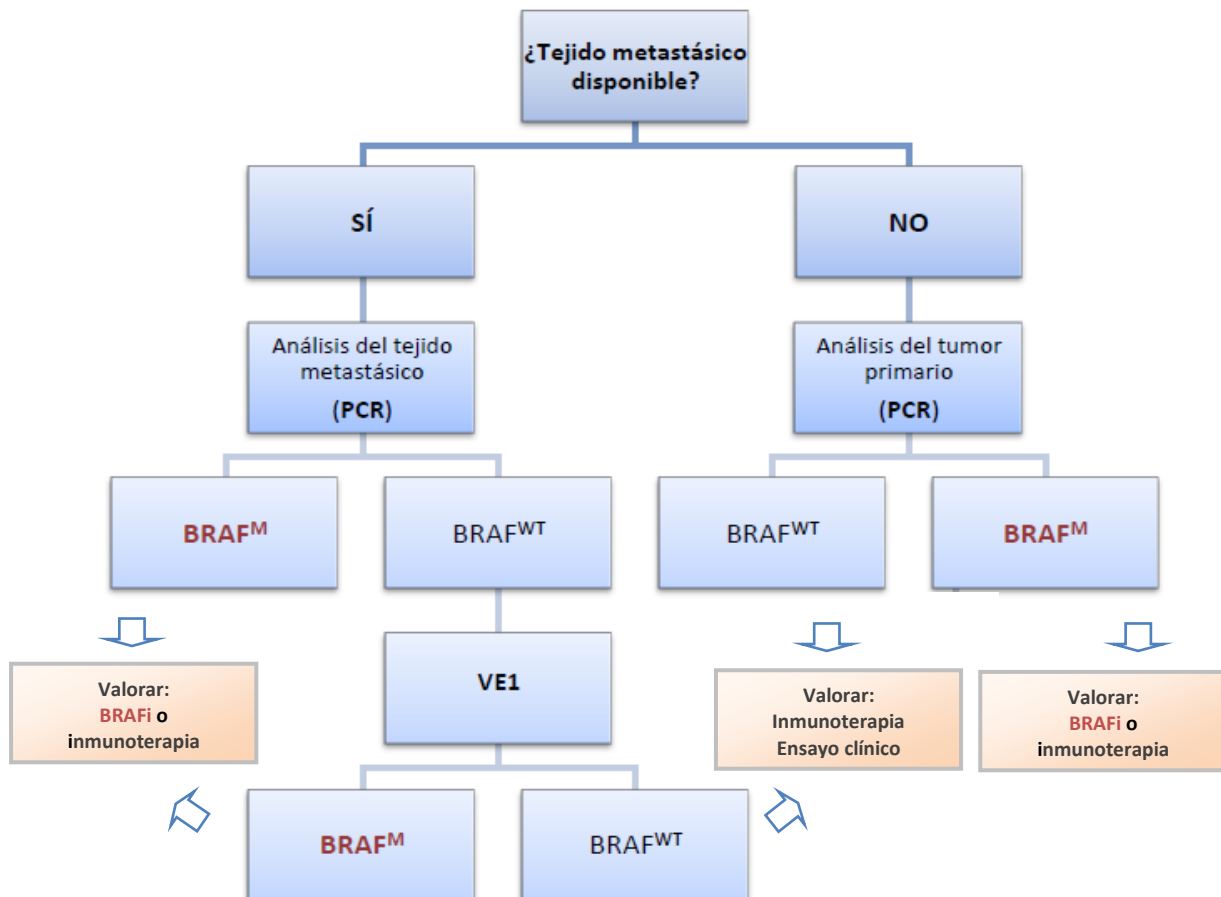 ¿Tejido metastásico
disponible?
SÍ
NO
Análisis del tejido
metastásico
(PCR)
Análisis del tumor
primario
(PCR)
BRAFᴹ
BRAFᵂᵀ
BRAFᵂᵀ
BRAFᴹ
Valorar:
BRAFi o
inmunoterapia
VE1
Valorar:
Inmunoterapia
Ensayo clínico
Valorar:
BRAFi o
inmunoterapia
BRAFᴹ
BRAFᵂᵀ